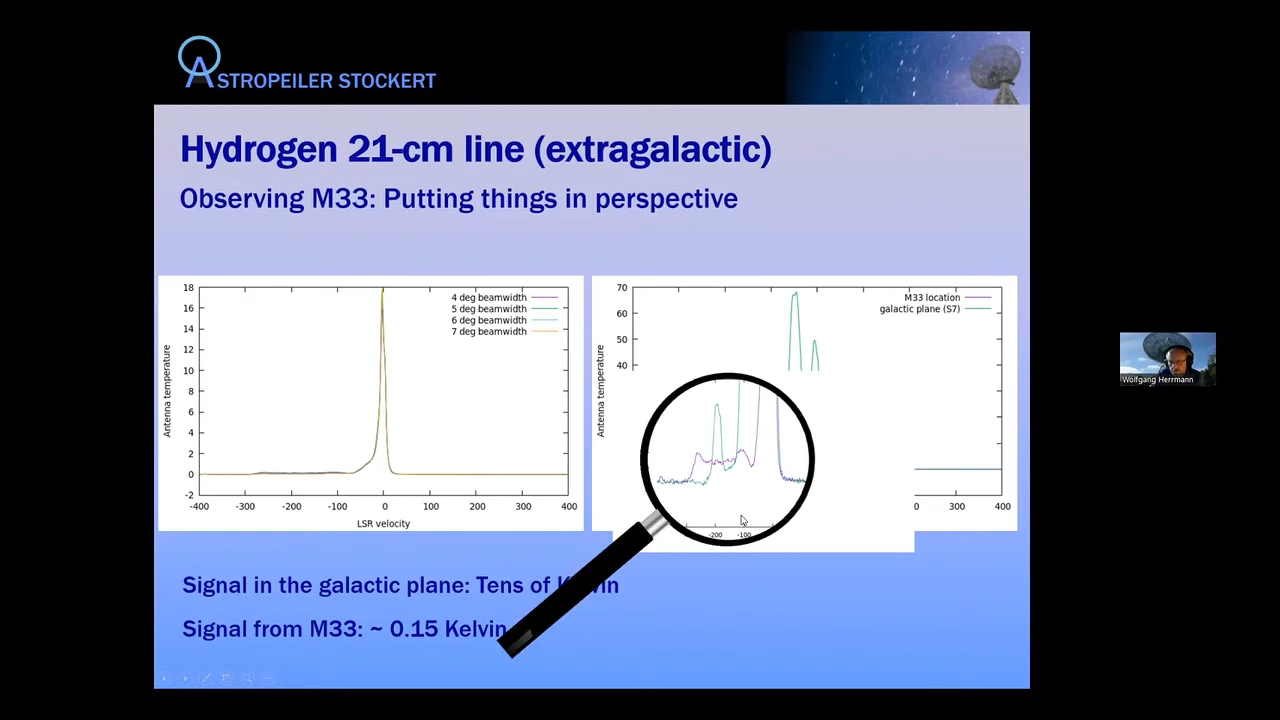 ASTROPEILER STOCKERT
Hydrogen 21-cm line (extragalactic)
Observing M33: Putting things in perspective
18
16
14
12
10
8
6
4
2
0
-2
Antenna temperature
4 deg beamwidth
5 deg beamwidth
6 deg beamwidth
7 deg beamwidth
-400 -300 -200 -100 0 100 200 300 400
LSR velocity
70
60
50
40
Antenna temperature
M33 location
galactic plane (S7)
-200 -100
0 300 400
Signal in the galactic plane: Tens of Kelvin
Signal from M33: ~ 0.15 Kelvin
Wolfgang Herrmann